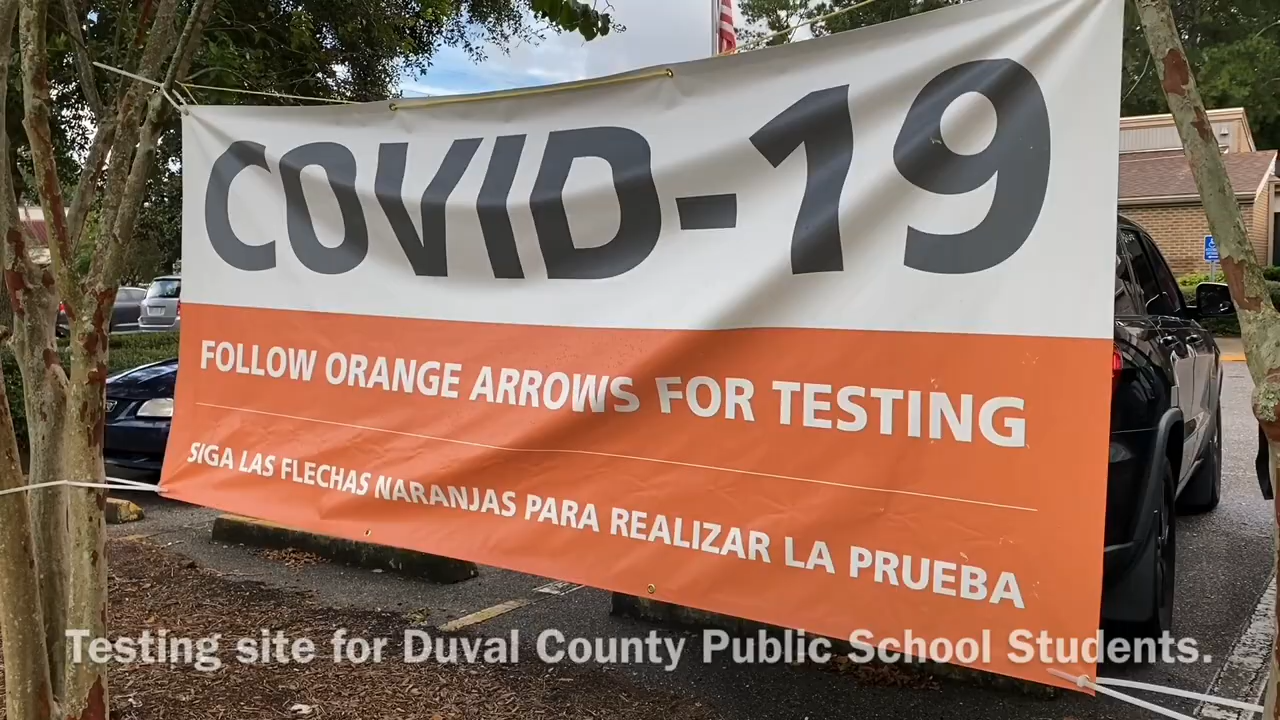 COVID-19
FOLLOW ORANGE ARROWS FOR TESTING
SIGA LAS FLECHAS NARANJAS PARA REALIZAR LA PRUEBA
Testing site for Duval County Public School Students.